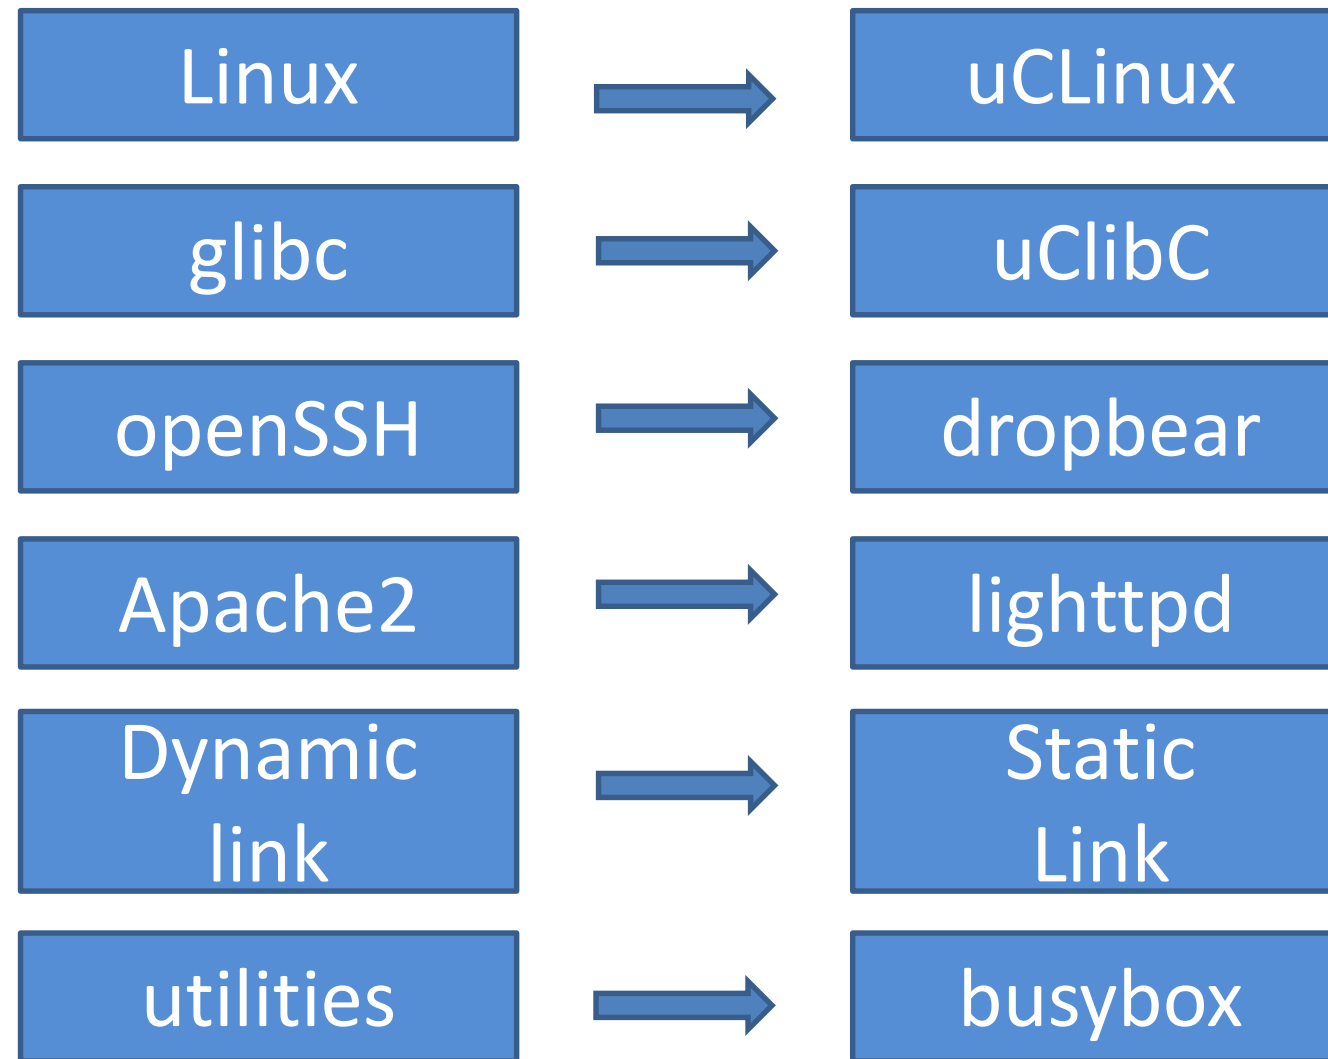 Linux
uCLinux
glibc
uClibC
openSSH
dropbear
Apache2
lighttpd
Dynamic
link
Static
Link
utilities
busybox